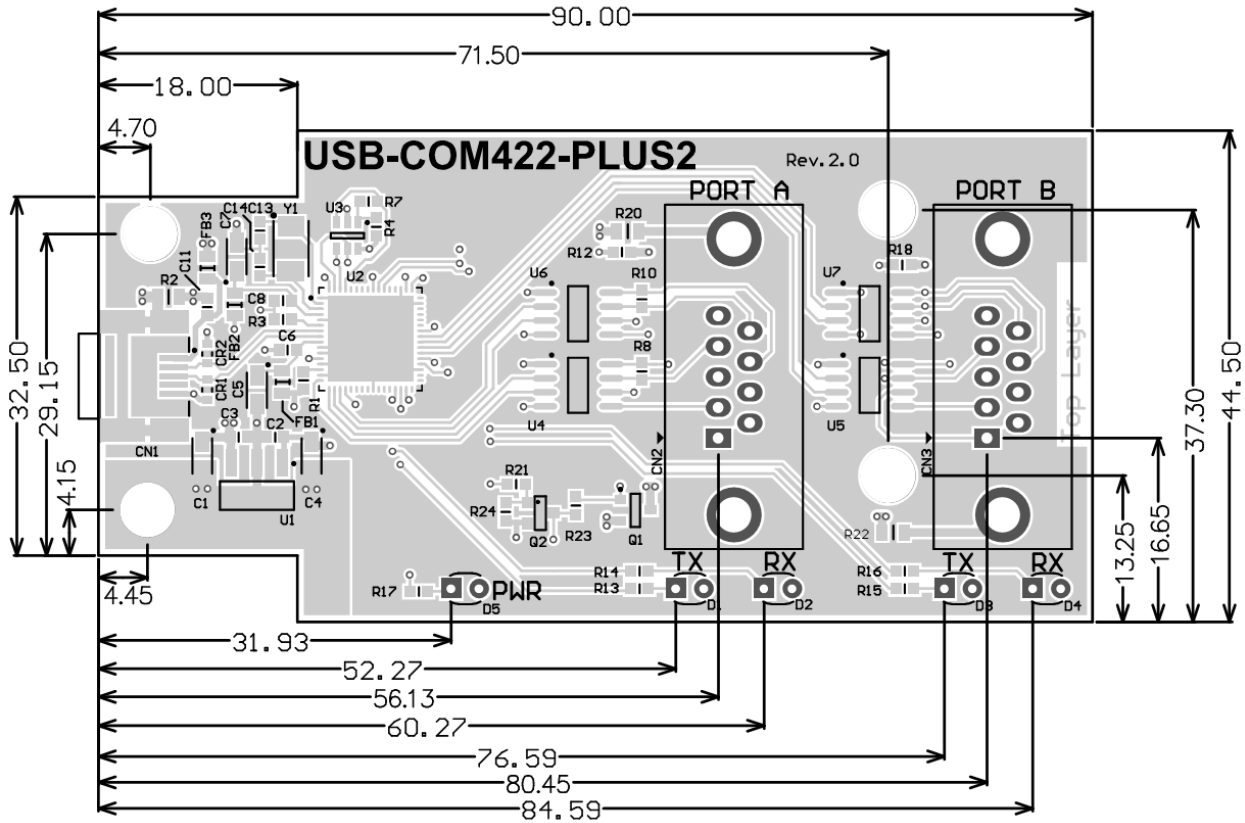 90.00
71.50
18.00
4.70
USB-COM422-PLUS2
Rev.2.0
PORT A
PORT B
FB3
C7
C14
C13
Y1
U3
R7
R4
R20
R12
R18
C11
R2
U2
U6
R10
U7
C8
R3
C6
FB2
CR2
CR1
C5
R1
FB1
R8
U4
U5
Top Layer
32.50
29.15
4.15
37.30
44.50
13.25
16.65
C3
C2
CN1
CN2
CN3
C1
U1
C4
R21
R24
Q2
R23
Q1
R22
TX
RX
TX
RX
R14
R13
R16
R15
R17
PWR
D5
D1
D2
D3
D4
4.45
31.93
52.27
56.13
60.27
76.59
80.45
84.59